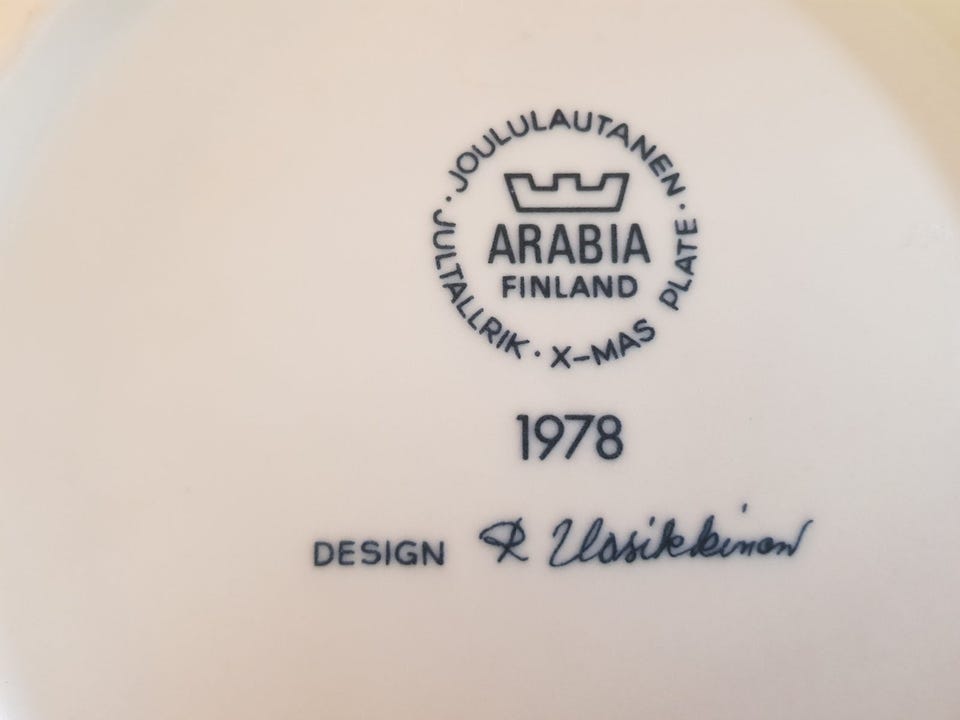 JOULULAUTANEN · X-MAS PLATE · JULTALLRIK ·
ARABIA
FINLAND
1978
DESIGN R Uosikkinen